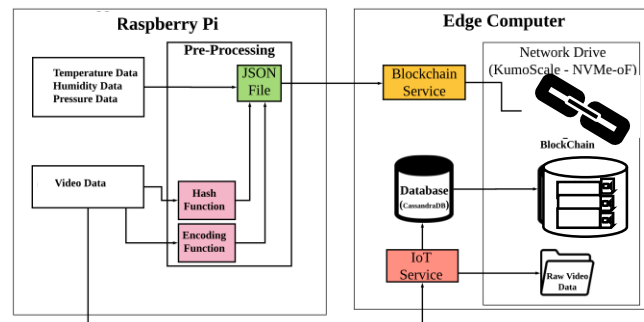 Raspberry Pi
Pre-Processing
Temperature Data
Humidity Data
Pressure Data
JSON
File
Video Data
Hash
Function
Encoding
Function
Edge Computer
Blockchain
Service
Network Drive
(KumoScale - NVMe-oF)
BlockChain
Database
(CassandraDB)
IoT
Service
Raw Video
Data